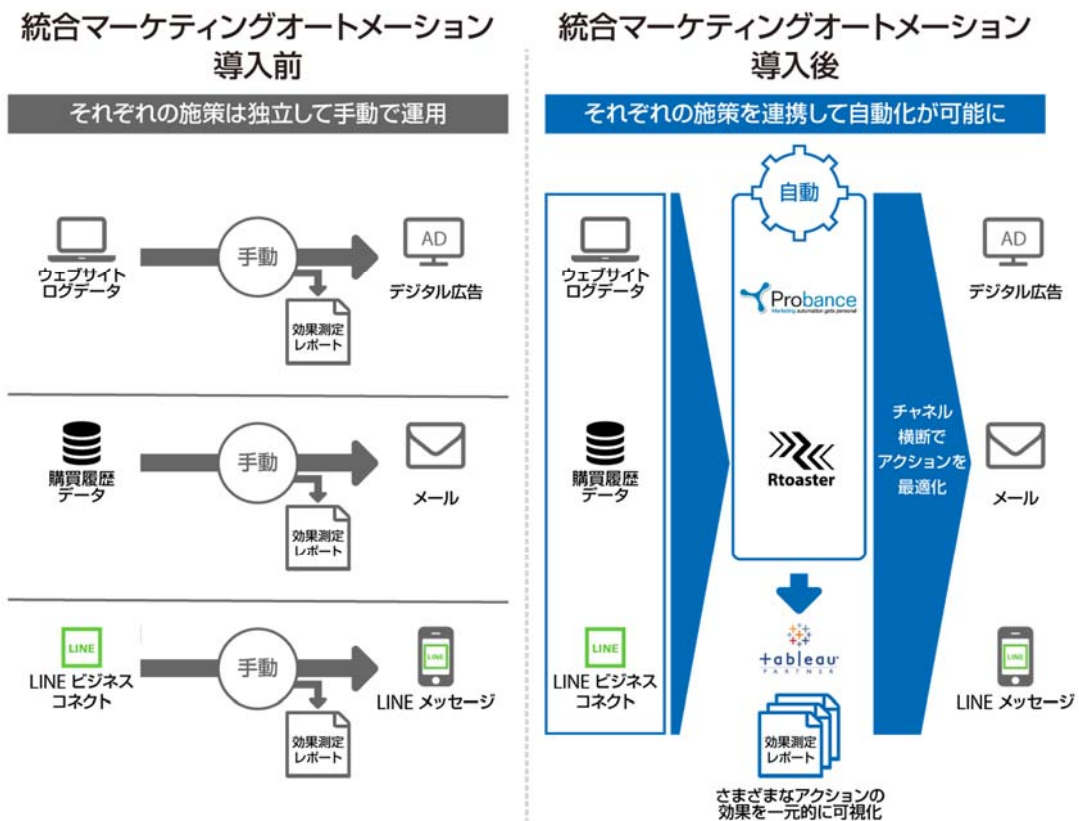 統合マーケティングオートメーション
導入前
それぞれの施策は独立して手動で運用
ウェブサイト
ログデータ
手動
AD
デジタル広告
効果測定
レポート
購買履歴
データ
手動
メール
効果測定
レポート
LINE
LINE ビジネス
コネクト
手動
LINE
LINE メッセージ
効果測定
レポート
統合マーケティングオートメーション
導入後
それぞれの施策を連携して自動化が可能に
自動
ウェブサイト
ログデータ
購買履歴
データ
LINE
LINE ビジネス
コネクト
Probance
Marketing automation gets personal
Rtoaster
+ableau
PARTNER
効果測定
レポート
さまざまなアクションの
効果を一元的に可視化
チャネル
横断で
アクションを
最適化
AD
デジタル広告
メール
LINE
LINE メッセージ